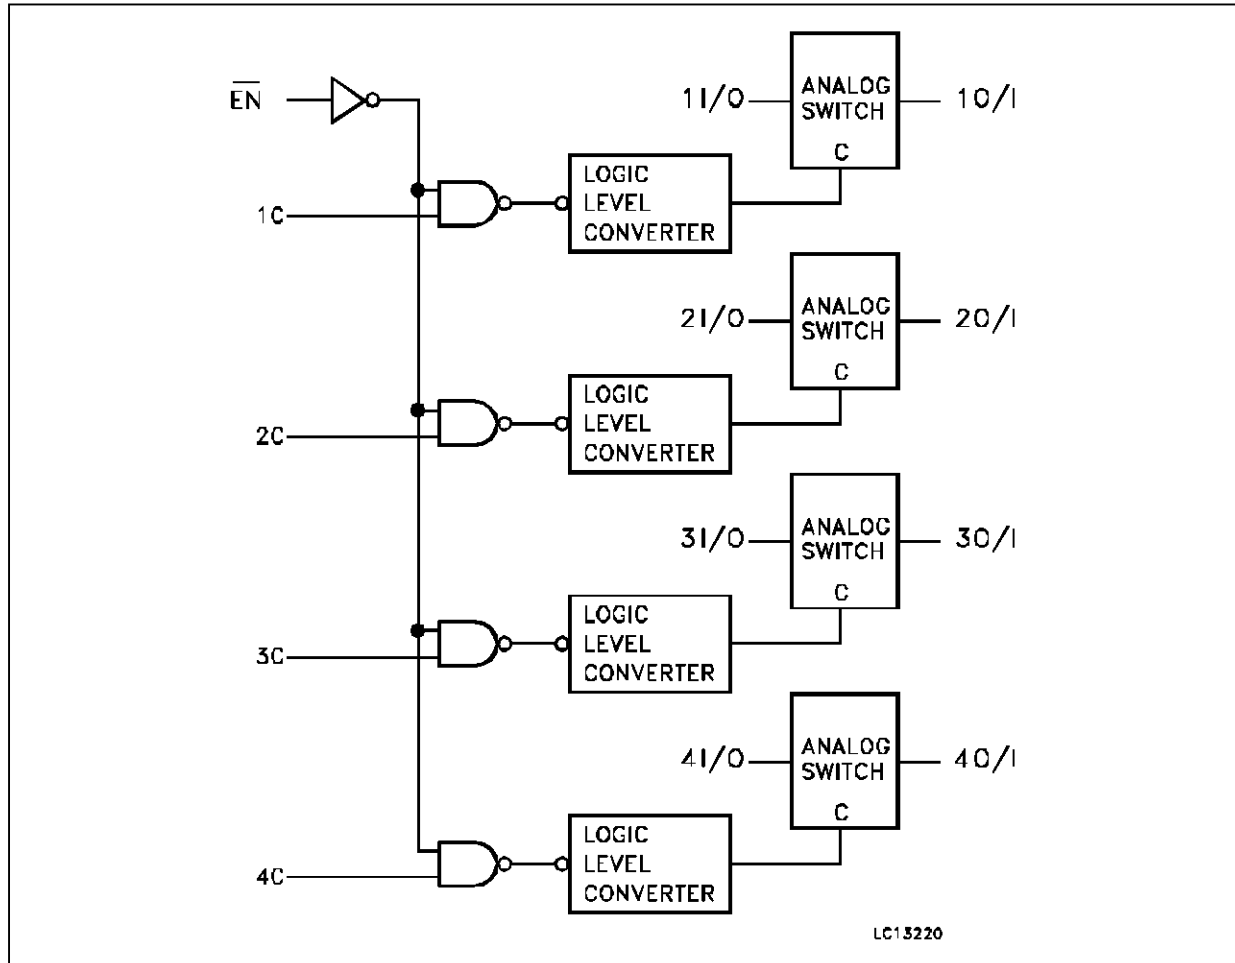 EN
1I/O
ANALOG
SWITCH
C
1O/I
1C
LOGIC
LEVEL
CONVERTER
2I/O
ANALOG
SWITCH
C
2O/I
2C
LOGIC
LEVEL
CONVERTER
3I/O
ANALOG
SWITCH
C
3O/I
3C
LOGIC
LEVEL
CONVERTER
4I/O
ANALOG
SWITCH
C
4O/I
4C
LOGIC
LEVEL
CONVERTER
LC13220